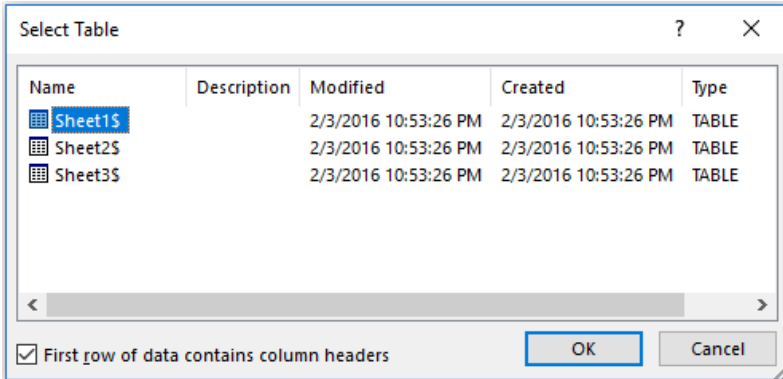 Select Table ? ×
Name Description Modified Created Type
Sheet1$ 2/3/2016 10:53:26 PM 2/3/2016 10:53:26 PM TABLE
Sheet2$ 2/3/2016 10:53:26 PM 2/3/2016 10:53:26 PM TABLE
Sheet3$ 2/3/2016 10:53:26 PM 2/3/2016 10:53:26 PM TABLE
First row of data contains column headers OK Cancel